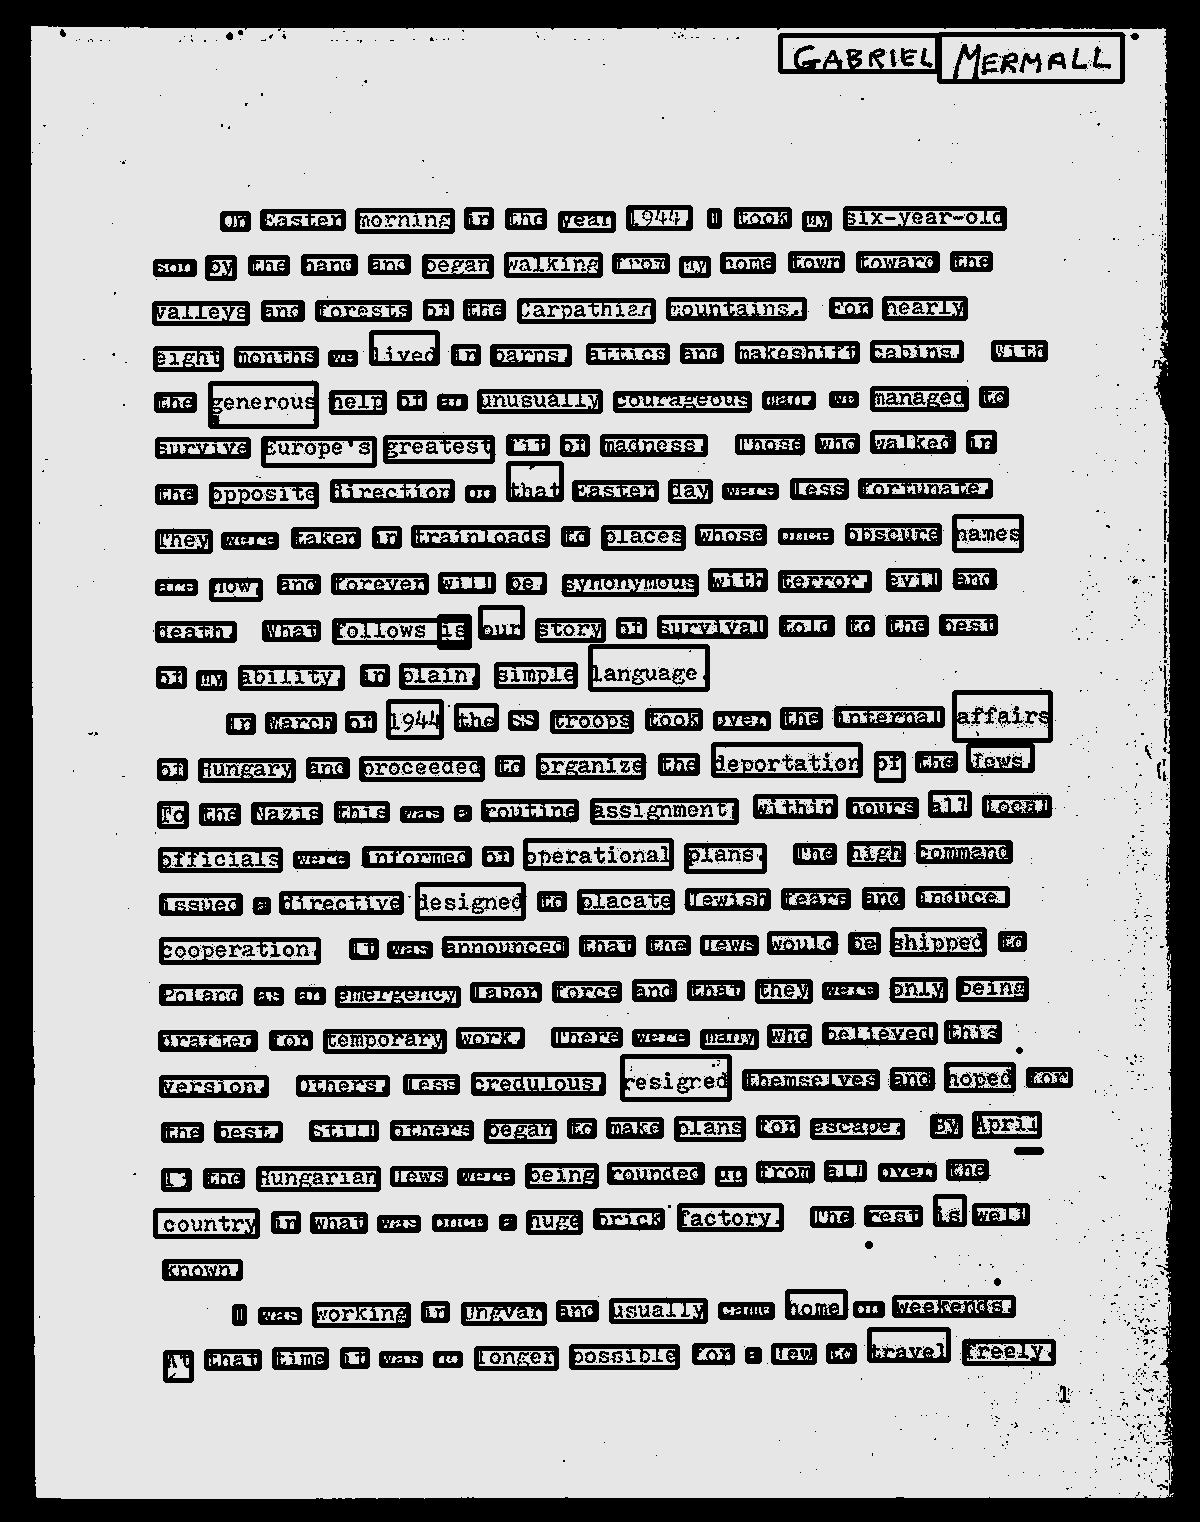 GABRIEL MERMALL
On Easter morning in the year 1944, I took my six-year-old
son by the hand and began walking from my home town toward the
valleys and forests of the Carpathian mountains. For nearly
eight months we lived in barns, attics and makeshift cabins. With
the generous help of an unusually courageous man, we managed to
survive Europe's greatest fit of madness. Those who walked in
the opposite direction on that Easter day were less fortunate.
They were taken in trainloads to places whose once obscure names
are now, and forever will be, synonymous with terror, evil and
death. What follows is our story of survival told to the best
of my ability, in plain, simple language.
In March of 1944 the SS troops took over the internal affairs
of Hungary and proceeded to organize the deportation of the Jews.
To the Nazis this was a routine assignment; within hours all local
officials were informed of operational plans. The high command
issued a directive designed to placate Jewish fears and induce
cooperation. It was announced that the Jews would be shipped to
Poland as an emergency labor force and that they were only being
drafted for temporary work. There were many who believed this
version. Others, less credulous, resigned themselves and hoped for
the best. Still others began to make plans for escape. By April
the Hungarian Jews were being rounded up from all over the
country in what was once a huge brick factory. The rest is well
known.
I was working in Ungvar and usually came home on weekends.
At that time it was no longer possible for a Jew to travel freely.
1